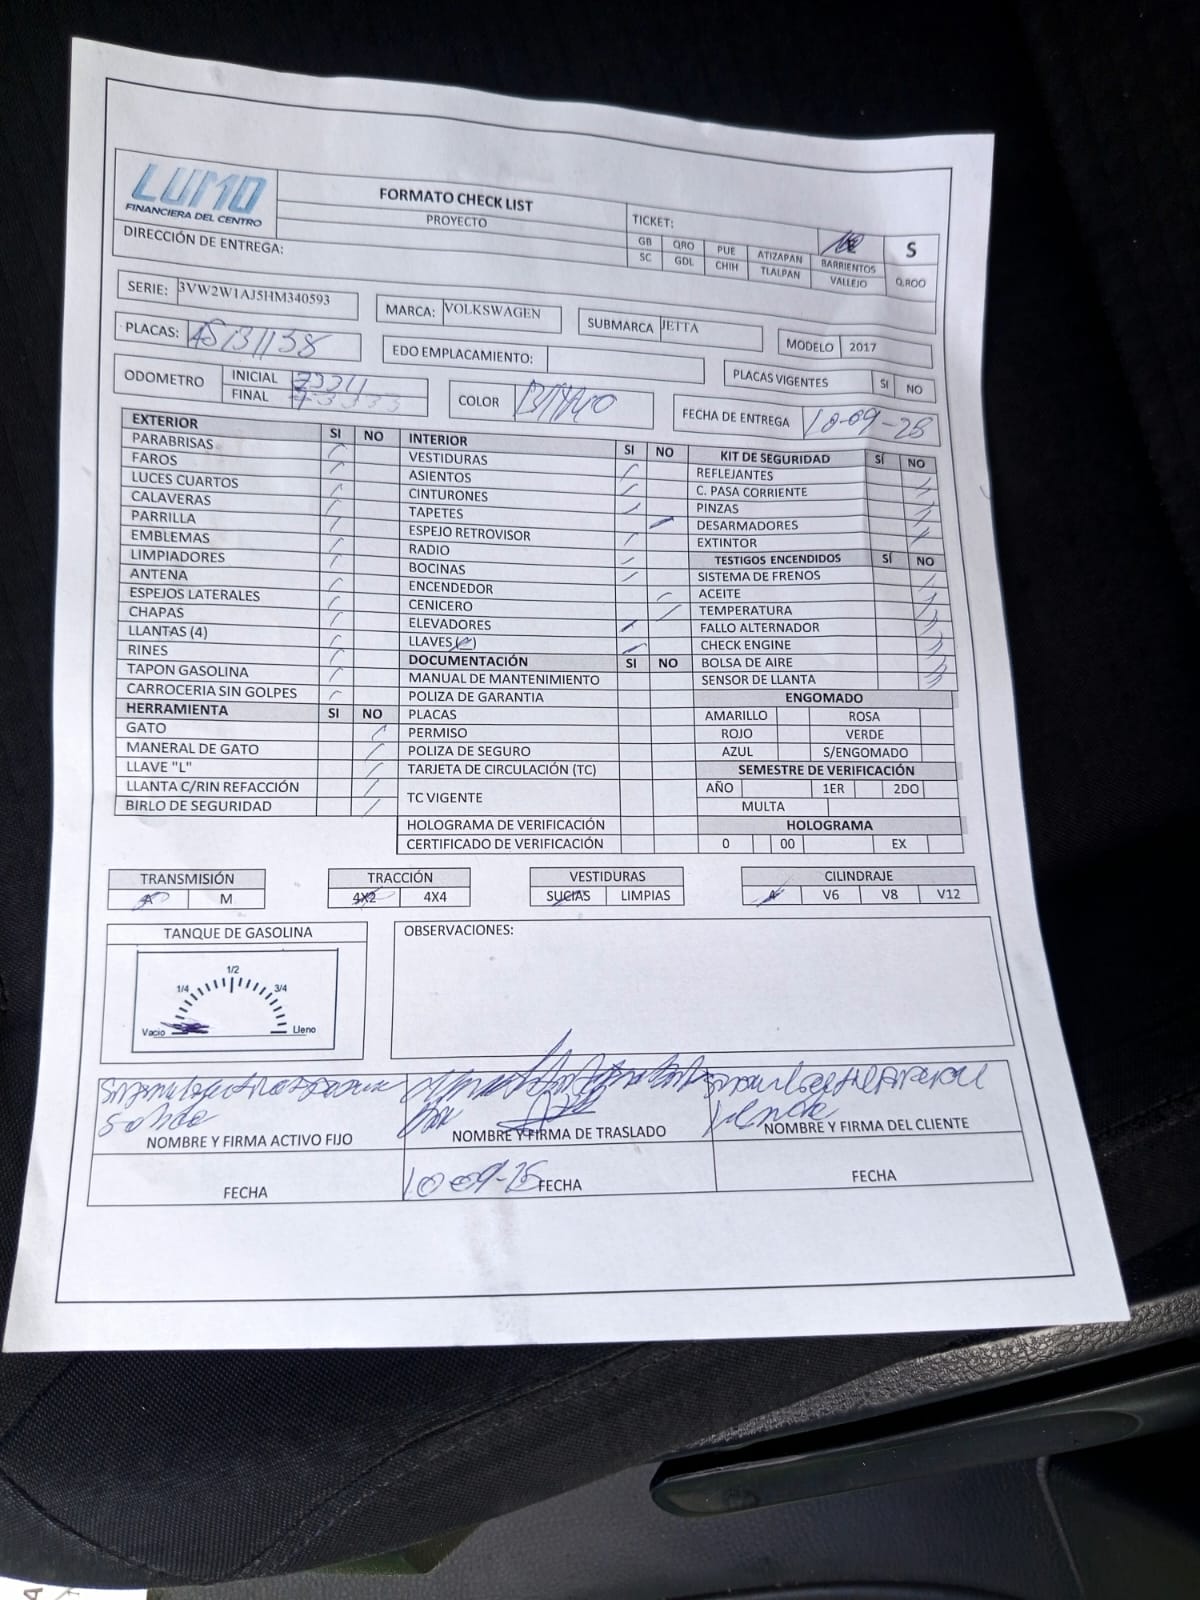 LUMO
FINANCIERA DEL CENTRO
FORMATO CHECK LIST
PROYECTO
TICKET:
GB QRO PUE ATIZAPAN BARRIENTOS S
SC GDL CHIH TLALPAN VALLEJO Q.ROO
DIRECCIÓN DE ENTREGA:
SERIE: 3VW2W1AJ5HM340593 MARCA: VOLKSWAGEN SUBMARCA JETTA MODELO 2017
PLACAS: EDO EMPLACAMIENTO: PLACAS VIGENTES SI NO
ODOMETRO INICIAL
FINAL
COLOR FECHA DE ENTREGA 10-09-25
EXTERIOR SI NO
PARABRISAS
FAROS
LUCES CUARTOS
CALAVERAS
PARRILLA
EMBLEMAS
LIMPIADORES
ANTENA
ESPEJOS LATERALES
CHAPAS
LLANTAS (4)
RINES
TAPON GASOLINA
CARROCERIA SIN GOLPES
HERRAMIENTA SI NO
GATO
MANERAL DE GATO
LLAVE "L"
LLANTA C/RIN REFACCIÓN
BIRLO DE SEGURIDAD
INTERIOR SI NO
VESTIDURAS
ASIENTOS
CINTURONES
TAPETES
ESPEJO RETROVISOR
RADIO
BOCINAS
ENCENDEDOR
CENICERO
ELEVADORES
LLAVES ( )
DOCUMENTACIÓN SI NO
MANUAL DE MANTENIMIENTO
POLIZA DE GARANTIA
PLACAS
PERMISO
POLIZA DE SEGURO
TARJETA DE CIRCULACIÓN (TC)
TC VIGENTE
HOLOGRAMA DE VERIFICACIÓN
CERTIFICADO DE VERIFICACIÓN
KIT DE SEGURIDAD SÍ NO
REFLEJANTES
C. PASA CORRIENTE
PINZAS
DESARMADORES
EXTINTOR
TESTIGOS ENCENDIDOS SÍ NO
SISTEMA DE FRENOS
ACEITE
TEMPERATURA
FALLO ALTERNADOR
CHECK ENGINE
BOLSA DE AIRE
SENSOR DE LLANTA
ENGOMADO
AMARILLO ROSA
ROJO VERDE
AZUL S/ENGOMADO
SEMESTRE DE VERIFICACIÓN
AÑO 1ER 2DO
MULTA
HOLOGRAMA
0 00 EX
TRANSMISIÓN
A M
TRACCIÓN
4X2 4X4
VESTIDURAS
SUCIAS LIMPIAS
CILINDRAJE
V6 V8 V12
TANQUE DE GASOLINA
1/2
1/4 3/4
Vacio Lleno
OBSERVACIONES:
NOMBRE Y FIRMA ACTIVO FIJO
NOMBRE Y FIRMA DE TRASLADO
NOMBRE Y FIRMA DEL CLIENTE
FECHA
10-09-25 FECHA
FECHA